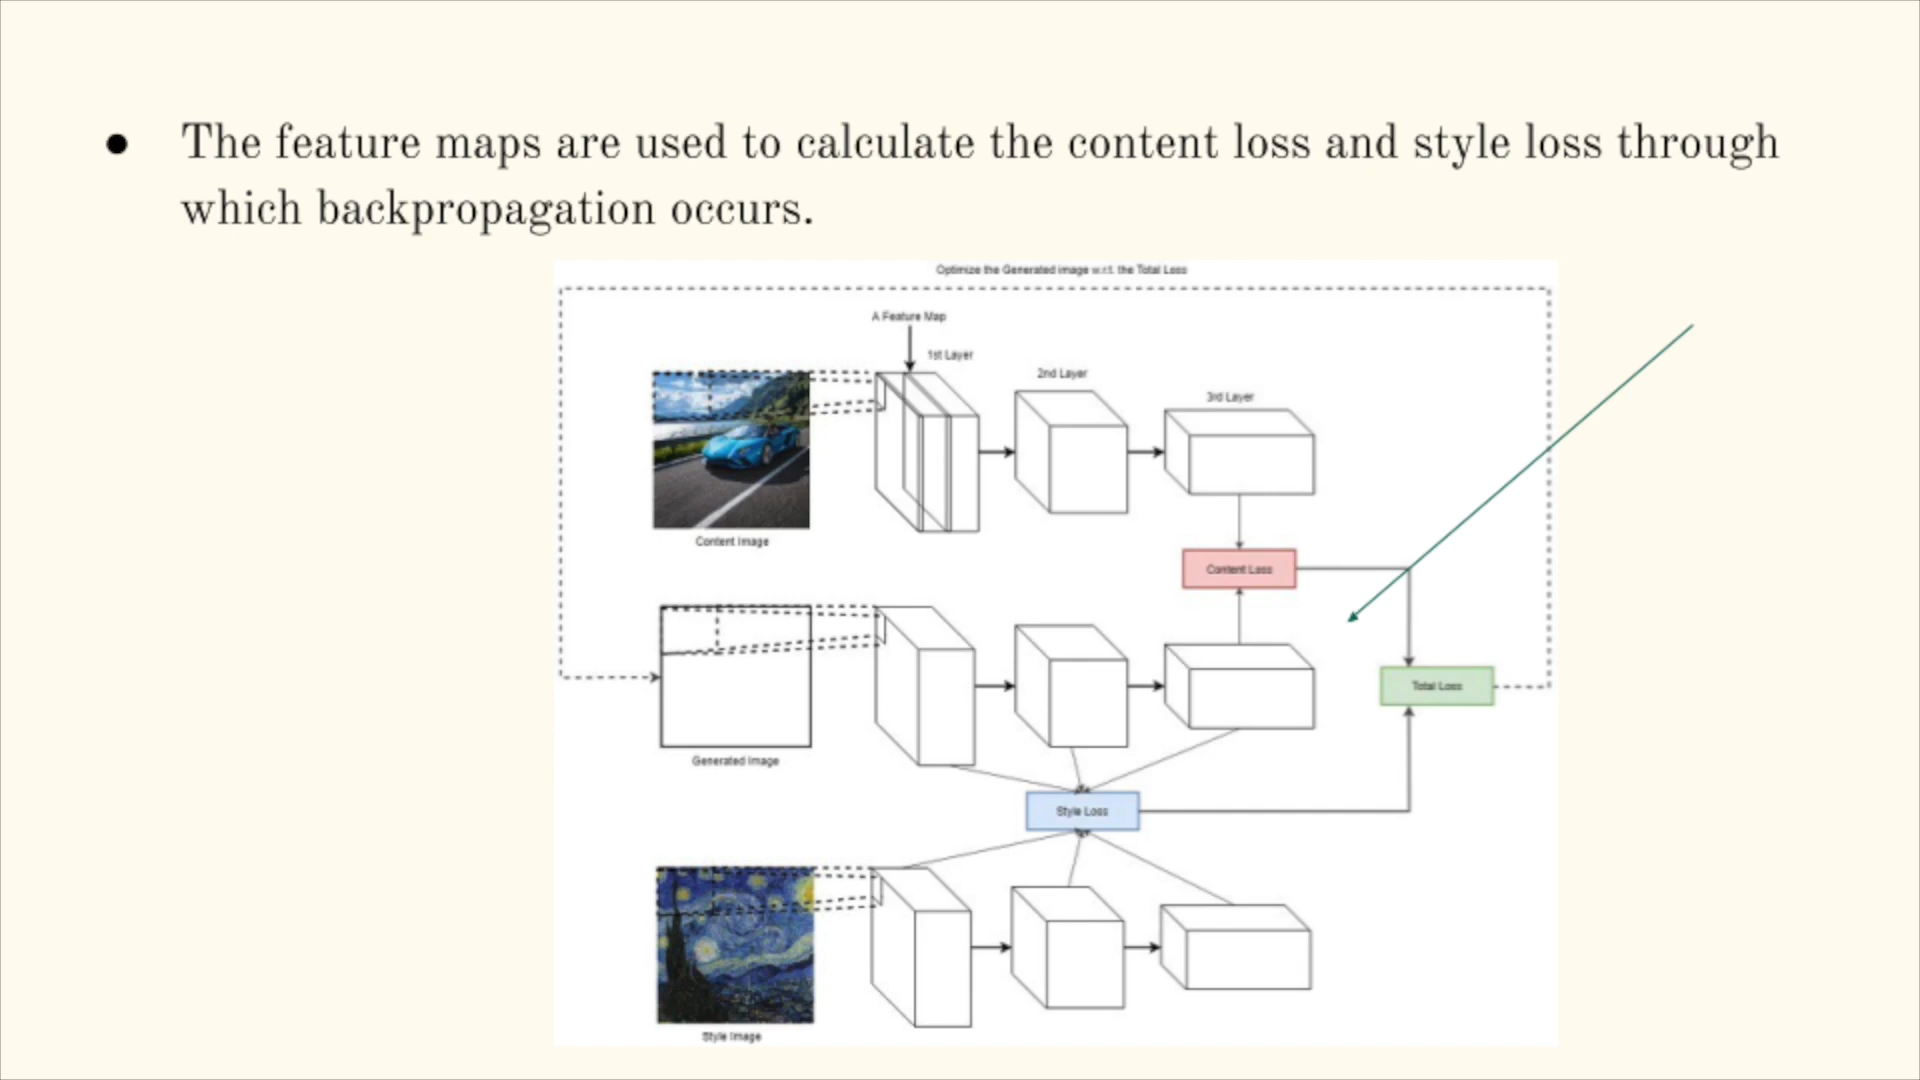 ● The feature maps are used to calculate the content loss and style loss through
which backpropagation occurs.
Optimize the Generated image w.r.t. the Total Loss
A Feature Map
1st Layer
2nd Layer
3rd Layer
Content Image
Content Loss
Total Loss
Generated Image
Style Loss
Style Image